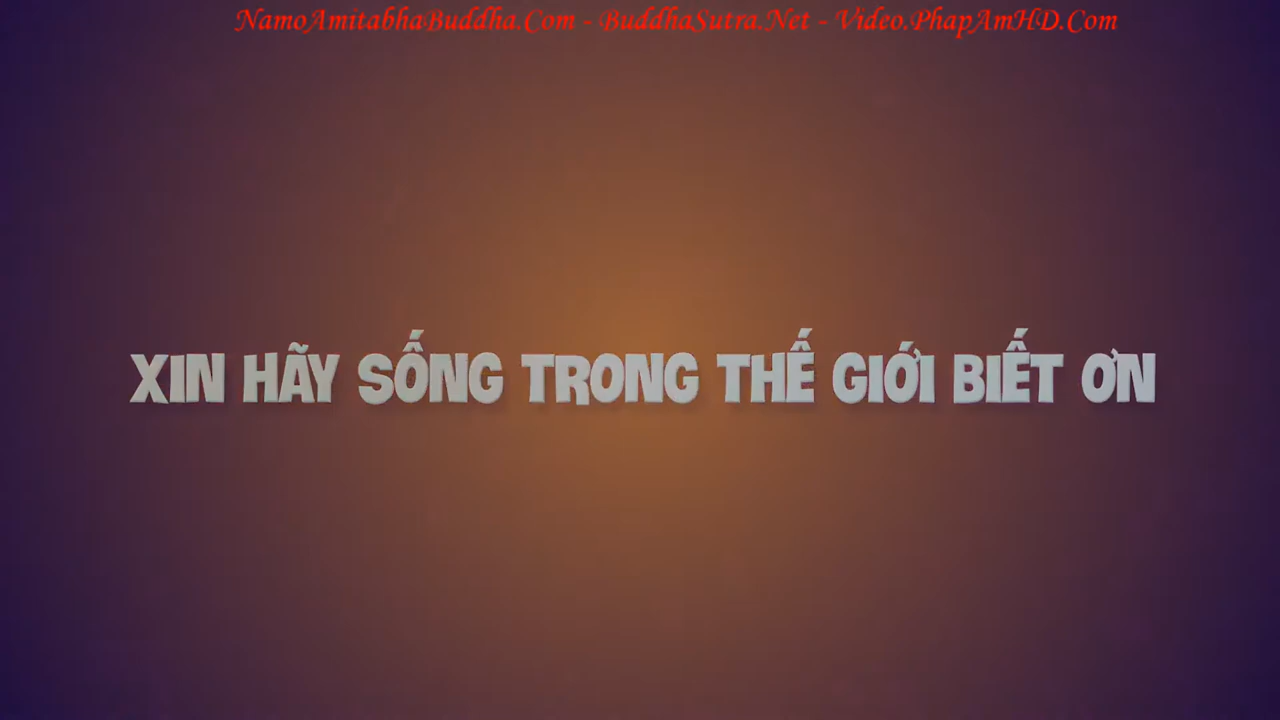 NamoAmitabhaBuddha.Com - BuddhaSutra.Net - Video.PhapAmHD.Com
XIN HÃY SỐNG TRONG THẾ GIỚI BIẾT ƠN